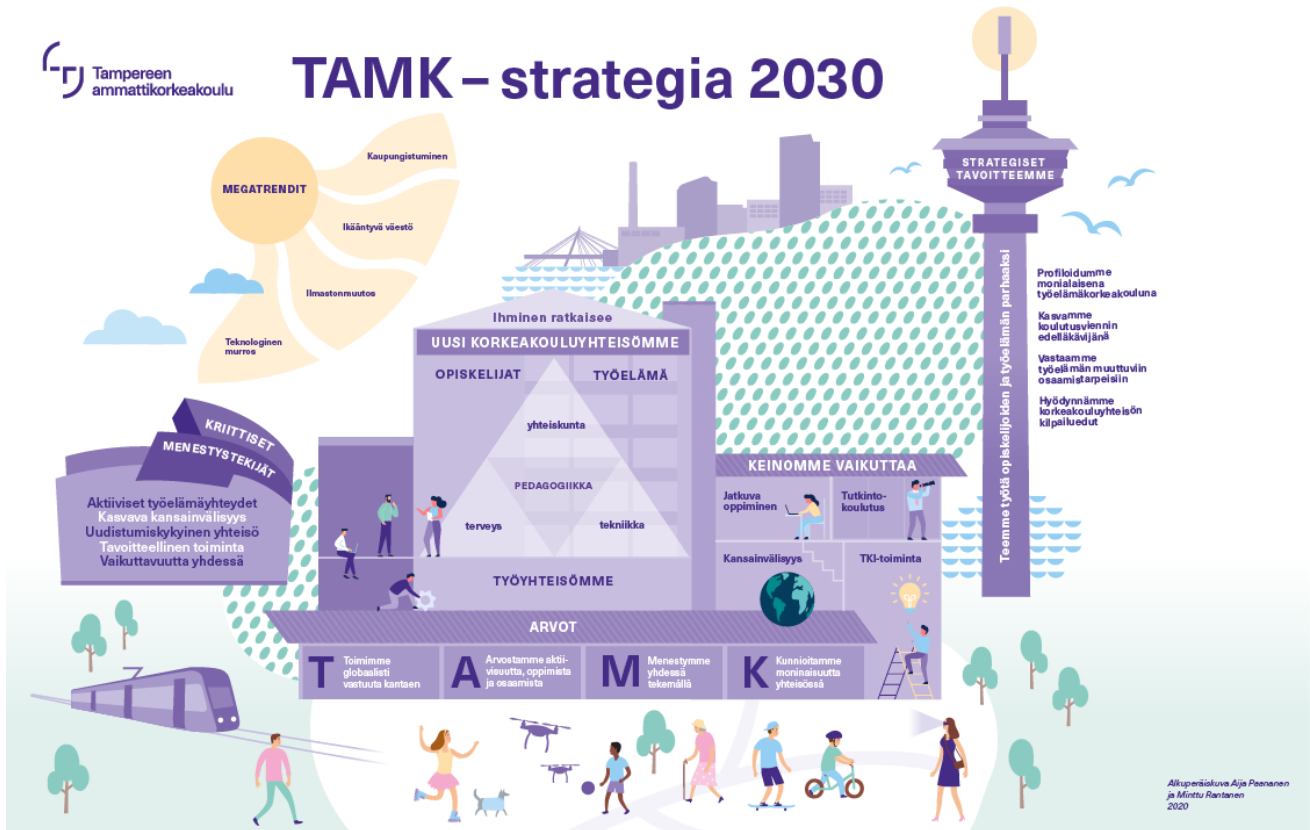 Tampereen
ammattikorkeakoulu
TAMK – strategia 2030
MEGATRENDIT
Kaupungistuminen
Ikääntyvä väestö
Ilmastonmuutos
Teknologinen
murros
STRATEGISET
TAVOITTEEMME
Teemme työtä opiskelijoiden ja työelämän parhaaksi
Profiloidumme
monialaisena
työelämäkorkeakouluna
Kasvamme
koulutusviennin
edelläkävijänä
Vastaamme
työelämän muuttuviin
osaamistarpeisiin
Hyödynnämme
korkeakouluyhteisön
kilpailuedut
Ihminen ratkaisee
UUSI KORKEAKOULUYHTEISÖMME
OPISKELIJAT
TYÖELÄMÄ
yhteiskunta
PEDAGOGIIKKA
terveys
tekniikka
TYÖYHTEISÖMME
KRIITTISET
MENESTYSTEKIJÄT
Aktiiviset työelämäyhteydet
Kasvava kansainvälisyys
Uudistumiskykyinen yhteisö
Tavoitteellinen toiminta
Vaikuttavuutta yhdessä
KEINOMME VAIKUTTAA
Jatkuva
oppiminen
Tutkinto-
koulutus
Kansainvälisyys
TKI-toiminta
ARVOT
T
Toimimme
globaalisti
vastuuta kantaen
A
Arvostamme aktii-
visuutta, oppimista
ja osaamista
M
Menestymme
yhdessä
tekemällä
K
Kunnioitamme
moninaisuutta
yhteisössä
Alkuperäiskuva Aija Paananen
ja Minttu Rantanen
2020